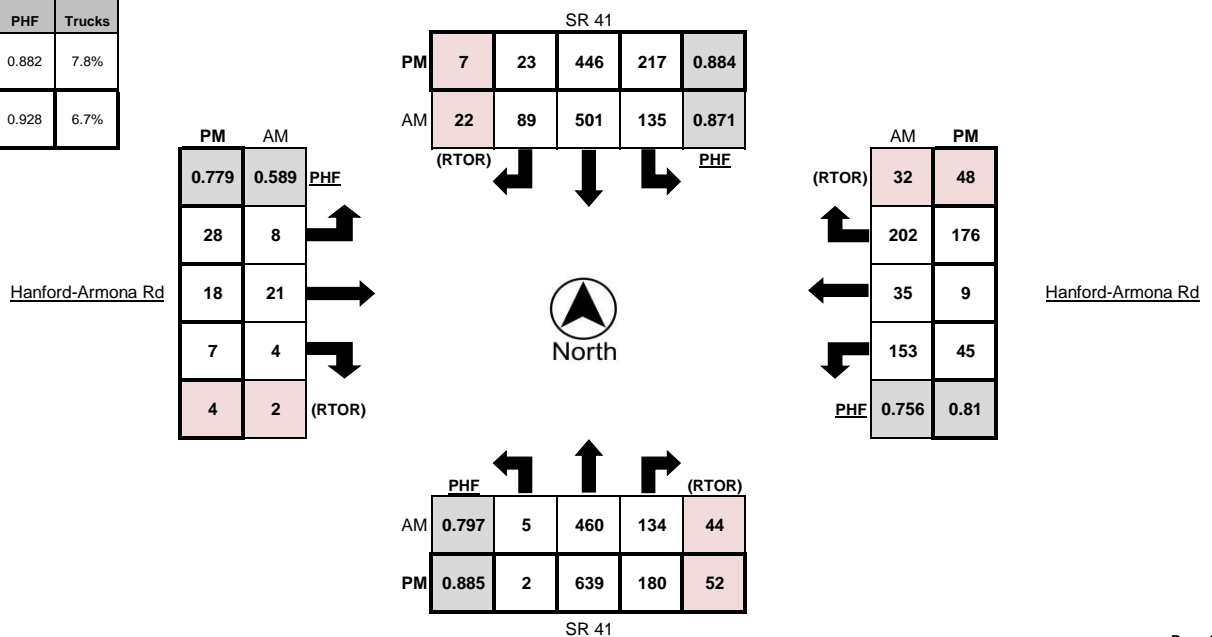 PHF Trucks
0.882 7.8%
0.928 6.7%
SR 41
PM 7 23 446 217 0.884
AM 22 89 501 135 0.871
(RTOR) PHF
PM AM
0.779 0.589 PHF
28 8
18 21
7 4
4 2 (RTOR)
Hanford-Armona Rd
North
AM PM
(RTOR) 32 48
202 176
35 9
153 45
PHF 0.756 0.81
Hanford-Armona Rd
PHF (RTOR)
AM 0.797 5 460 134 44
PM 0.885 2 639 180 52
SR 41